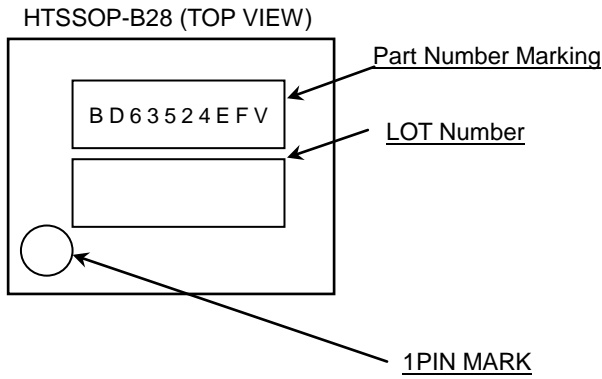 HTSSOP-B28 (TOP VIEW)
Part Number Marking
BD63524EFV
LOT Number
1PIN MARK